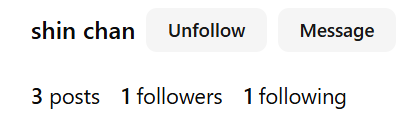 shin chan Unfollow Message
3 posts 1 followers 1 following